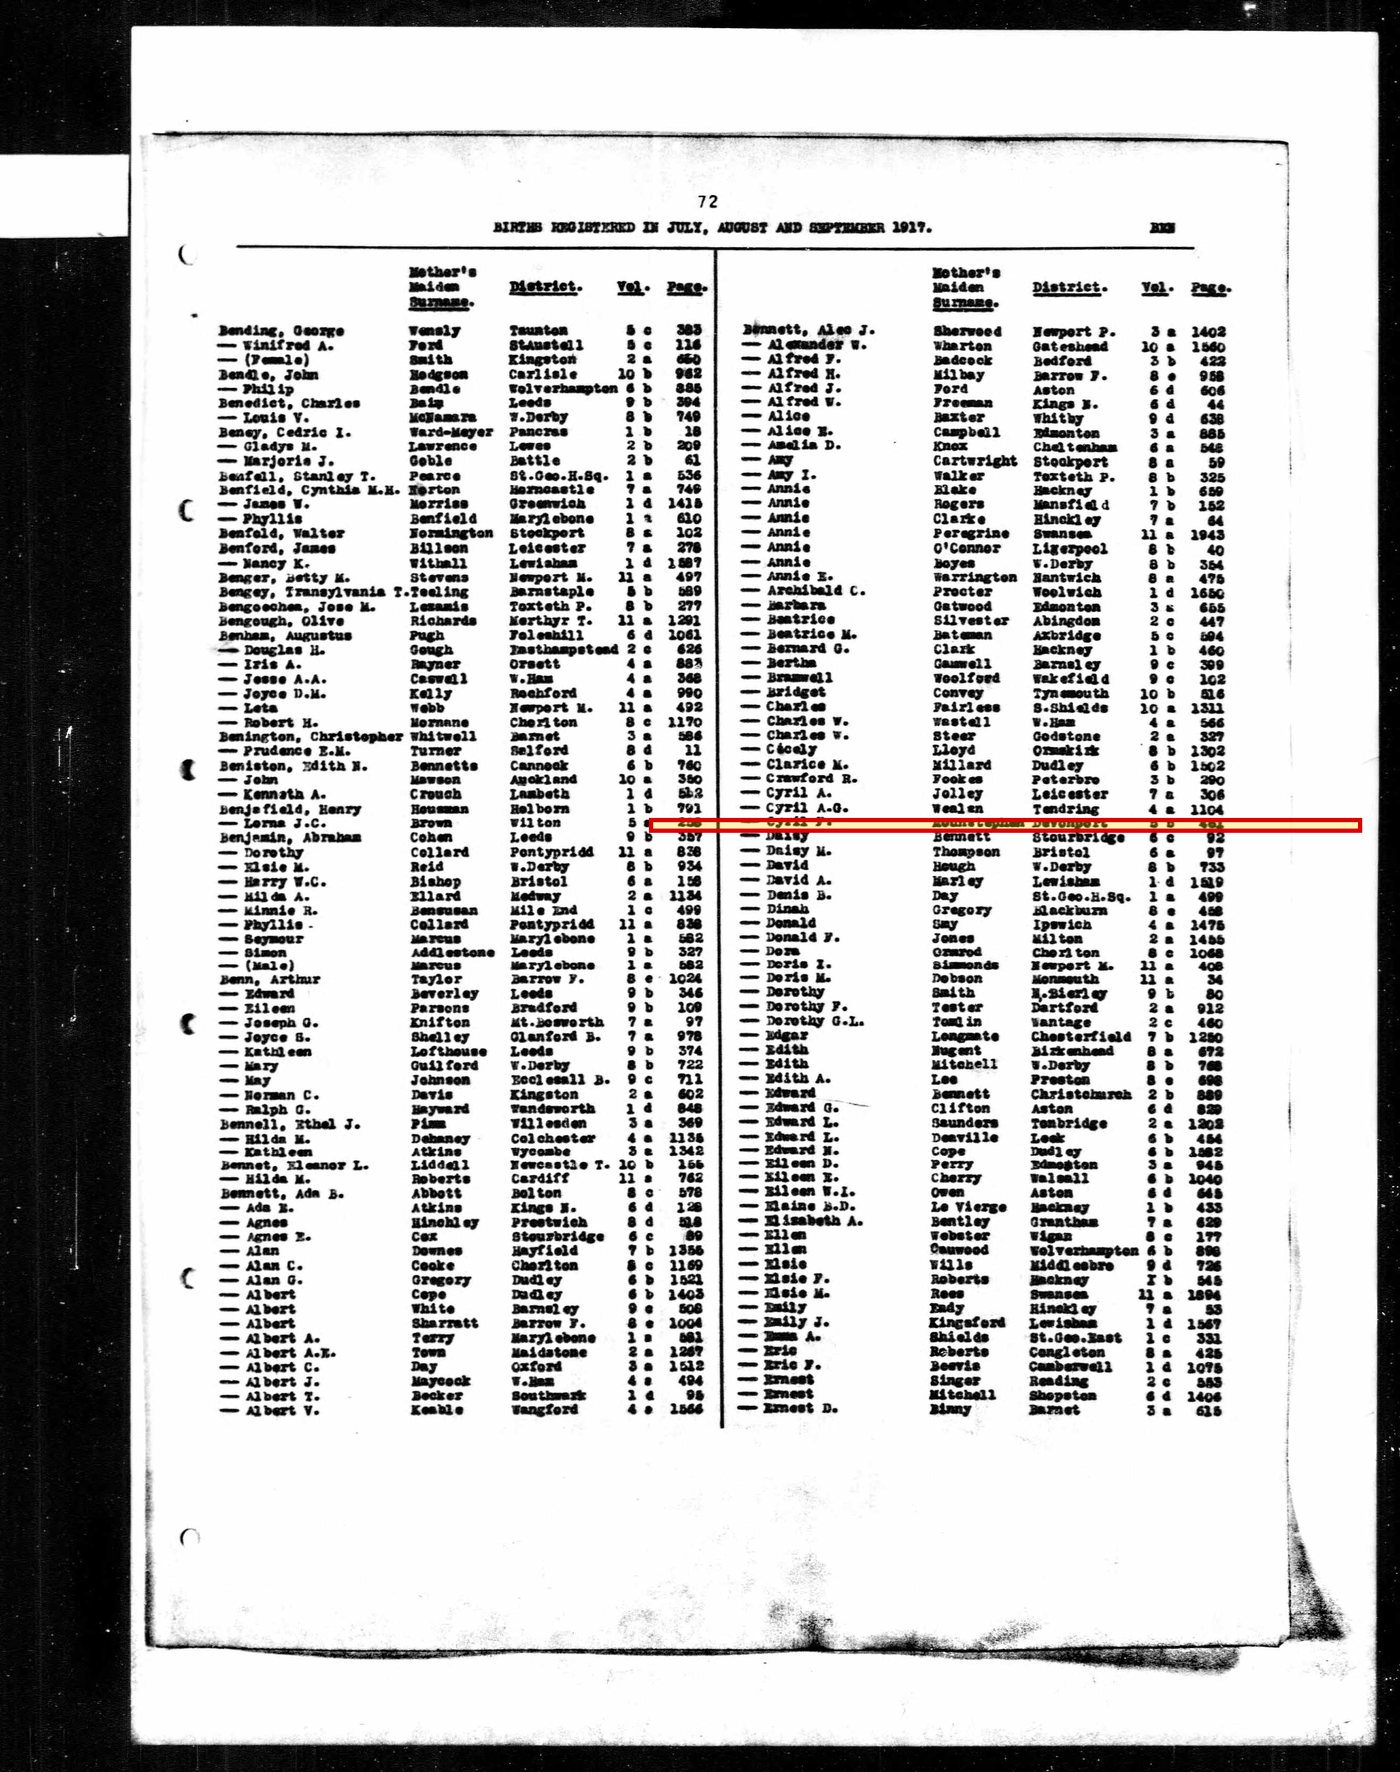 72
BIRTHS REGISTERED IN JULY, AUGUST AND SEPTEMBER 1917. BEN
Mother's
Maiden District. Vol. Page.
Surname.
Bending, George Wensly Taunton 5 c 383
— Winifred A. Ford StAustell 5 c 116
— (Female) Smith Kingston 2 a 650
Bendle, John Hodgson Carlisle 10 b 962
— Philip Bendle Wolverhampton 6 b 885
Benedict, Charles Leeds 9 b 394
— Louis V. McNamara W.Derby 8 b 749
Beney, Cedric I. Ward-Meyer Pancras 1 b 18
— Gladys M. Lawrence Lewes 2 b 209
— Marjorie J. Goble Battle 2 b 61
Benfell, Stanley T. Pearce St.Geo.H.Sq. 1 a 536
Benfield, Cynthia M.H. Norton Horncastle 7 a 749
— James W. Morriss Greenwich 1 d 1415
— Phyllis Benfield Marylebone 1 a 610
Benfold, Walter Normington Stockport 8 a 102
Benford, James Billson Leicester 7 a 278
— Nancy K. Withall Lewisham 1 d 1587
Benger, Betty M. Stevens Newport M. 11 a 497
Bengey, Transylvania T. Teeling Barnstaple 5 b 589
Bengoechea, Jose M. Lezamis Toxteth P. 8 b 277
Bengough, Olive Richards Merthyr T. 11 a 1291
Benham, Augustus Pugh Foleshill 6 d 1061
— Douglas H. Gough Easthampstead 2 c 626
— Iris A. Rayner Orsett 4 a 883
— Jesse A.A. Caswell W.Ham 4 a 368
— Joyce D.M. Kelly Rochford 4 a 990
— Leta Webb Newport M. 11 a 492
— Robert H. Mornane Chorlton 8 c 1170
Benington, Christopher Whitwell Barnet 3 a 586
— Prudence E.M. Turner Salford 8 d 11
Beniston, Edith N. Bennetts Cannock 6 b 760
— John Mawson Auckland 10 a 350
— Kenneth A. Crouch Lambeth 1 d
Benjafield, Henry Housman Holborn 1 b 791
— Lorna J.C. Brown Wilton 5
Benjamin, Abraham Cohen Leeds 9 b 357
— Dorothy Collard Pontypridd 11 a 838
— Elsie M. Reid W.Derby 8 b 934
— Harry W.C. Bishop Bristol 6 a 158
— Hilda A. Ellard Medway 2 a 1134
— Minnie R. Bensusan Mile End 1 c 499
— Phyllis Collard Pontypridd 11 a 838
— Seymour Marcus Marylebone 1 a 582
— Simon Addlestone Leeds 9 b 327
— (Male) Marcus Marylebone 1 a 582
Benn, Arthur Taylor Barrow F. 8 e 1024
— Edward Beverley Leeds 9 b 346
— Eileen Parsons Bradford 9 b 109
— Joseph G. Knifton Mt.Bosworth 7 a 97
— Joyce S. Shelley Glanford B. 7 a 978
— Kathleen Lofthouse Leeds 9 b 374
— Mary Guilford W.Derby 8 b 722
— May Johnson Ecclesall B. 9 c 711
— Norman C. Davis Kingston 2 a 602
— Ralph G. Hayward Wandsworth 1 d 848
Bennell, Ethel J. Pinn Willesden 3 a 369
— Hilda M. Dehaney Colchester 4 a 1135
— Kathleen Atkins Wycombe 3 a 1342
Bennet, Eleanor L. Liddell Newcastle T. 10 b 155
— Hilda M. Roberts Cardiff 11 a 762
Bennett, Ada B. Abbott Bolton 8 c 578
— Ada E. Atkins Kings N. 6 d 128
— Agnes Hinchley Prestwich 8 d 518
— Agnes E. Cox Stourbridge 6 c 89
— Alan Downes Hayfield 7 b 1355
— Alan C. Cooke Chorlton 8 c 1169
— Alan G. Gregory Dudley 6 b 1521
— Albert Cope Dudley 6 b 1403
— Albert White Barnsley 9 c 508
— Albert Sharratt Barrow F. 8 e 1004
— Albert A. Terry Marylebone 1 a 581
— Albert A.E. Town Maidstone 2 a 1267
— Albert C. Day Oxford 3 a 1512
— Albert J. Maycock W.Ham 4 a 494
— Albert T. Becker Southwark 1 d 95
— Albert V. Keable Wangford 4 a 1566
Mother's
Maiden District. Vol. Page.
Surname.
Bennett, Alec J. Sherwood Newport P. 3 a 1402
— Alexander W. Wharton Gateshead 10 a 1560
— Alfred F. Badcock Bedford 3 b 422
— Alfred H. Milbay Barrow F. 8 e 958
— Alfred J. Ford Aston 6 d 606
— Alfred W. Freeman Kings N. 6 d 44
— Alice Baxter Whitby 9 d 638
— Alice E. Campbell Edmonton 3 a 885
— Amelia D. Knox Cheltenham 6 a 548
— Amy Cartwright Stockport 8 a 59
— Amy I. Walker Toxteth P. 8 b 325
— Annie Blake Hackney 1 b 659
— Annie Rogers Mansfield 7 b 152
— Annie Clarke Hinckley 7 a 64
— Annie Peregrine Swansea 11 a 1943
— Annie O'Connor Ligerpool 8 b 40
— Annie Boyes W.Derby 8 b 354
— Annie E. Warrington Nantwich 8 a 475
— Archibald C. Procter Woolwich 1 d 1650
— Barbara Gatwood Edmonton 3 a 655
— Beatrice Silvester Abingdon 2 c 447
— Beatrice M. Bateman Axbridge 5 c 594
— Bernard G. Clark Hackney 1 b 460
— Bertha Gamwell Barnsley 9 c 399
— Bramwell Woolford Wakefield 9 c 102
— Bridget Convey Tynemouth 10 b 516
— Charles Fairless S.Shields 10 a 1311
— Charles W. Wastell W.Ham 4 a 566
— Charles W. Steer Godstone 2 a 327
— Cicely Lloyd Ormskirk 8 b 1302
— Clarice M. Millard Dudley 6 b 1502
— Crawford R. Fookes Peterbro 3 b 290
— Cyril A. Jolley Leicester 7 a 306
— Cyril A.G. Wealen Tendring 4 a 1104
— Cyril F. Rounstephen Devonport 5 b 461
— Daisy Bennett Stourbridge 6 c 92
— Daisy M. Thompson Bristol 6 a 97
— David Hough W.Derby 8 b 733
— David A. Marley Lewisham 1 d 1519
— Denis B. Day St.Geo.H.Sq. 1 a 499
— Dinah Gregory Blackburn 8 e 458
— Donald Smy Ipswich 4 a 1475
— Donald F. Jones Milton 2 a 1455
— Dora Ormrod Chorlton 8 c 1068
— Doris I. Simmonds Newport M. 11 a 408
— Doris M. Dobson Monmouth 11 a 34
— Dorothy Smith N.Bierley 9 b 80
— Dorothy F. Tester Dartford 2 a 912
— Dorothy G.L. Tomlin Wantage 2 c 460
— Edgar Longmate Chesterfield 7 b 1250
— Edith Nugent Birkenhead 8 a 672
— Edith Mitchell W.Derby 8 b 768
— Edith A. Lee Preston 8 e 698
— Edward Bennett Christchurch 2 b 889
— Edward G. Clifton Aston 6 d 829
— Edward L. Saunders Tonbridge 2 a 1202
— Edward L. Deaville Leek 6 b 454
— Edward N. Cope Dudley 6 b 1582
— Eileen D. Perry Edmonton 3 a 945
— Eileen E. Cherry Walsall 6 b 1040
— Eileen W.I. Owen Aston 6 d 645
— Elaine B.D. Le Vierge Hackney 1 b 433
— Elisabeth A. Bentley Grantham 7 a 629
— Ellen Webster Wigan 8 c 177
— Ellen Cauwood Wolverhampton 6 b 898
— Elsie Wills Middlesbro 9 d 726
— Elsie F. Roberts Hackney I b 545
— Elsie M. Rees Swansea 11 a 1894
— Emily Eady Hinckley 7 a 53
— Emily J. Kingsford Lewisham 1 d 1567
— Emma A. Shields St.Geo.East 1 c 331
— Eric Roberts Congleton 8 a 425
— Eric F. Beevis Camberwell 1 d 1075
— Ernest Singer Reading 2 c 553
— Ernest Mitchell Shopston 6 d 1406
— Ernest D. Binny Barnet 3 a 615